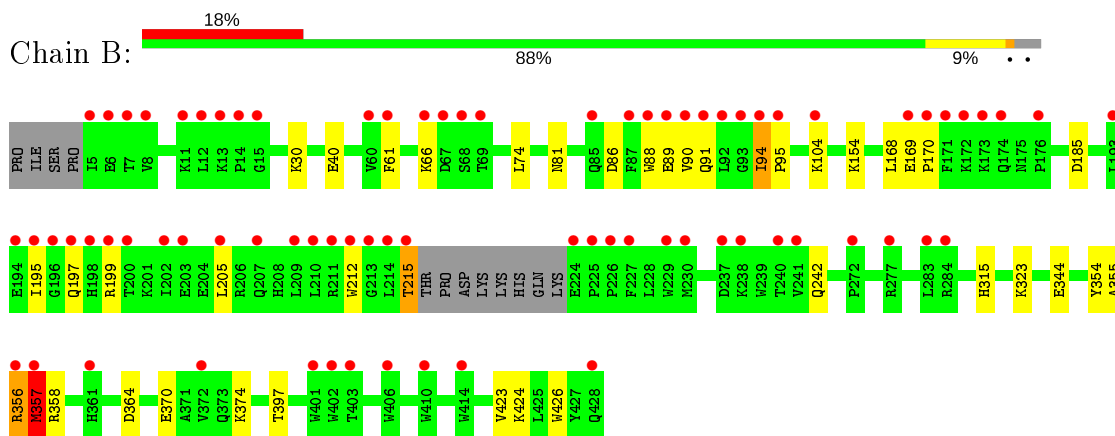 18%
Chain B:
88% 9% • •
PRO ILE SER PRO I5 E6 T7 V8 K11 L12 K13 P14 G15 K30 E40 V60 F61 K66 D67 S68 T69 L74 N81 Q85 D86 F87 W88 E89 V90 Q91 L92 G93 I94 P95 K104 K154 L168 E169 P170 F171 K172 K173 Q174 N175 P176 D185 L193
E194 I195 G196 Q197 H198 R199 T200 K201 I202 E203 E204 L205 R206 Q207 H208 L209 L210 R211 W212 G213 L214 T215 THR PRO ASP LYS LYS HIS GLN LYS E224 P225 P226 F227 L228 W229 M230 D237 K238 W239 T240 V241 Q242 P272 R277 L283 R284 H315 K323 E344 Y354 A355
R356 M357 R358 H361 D364 E370 A371 V372 Q373 K374 T397 W401 W402 T403 W406 W410 W414 V423 K424 L425 W426 Y427 Q428